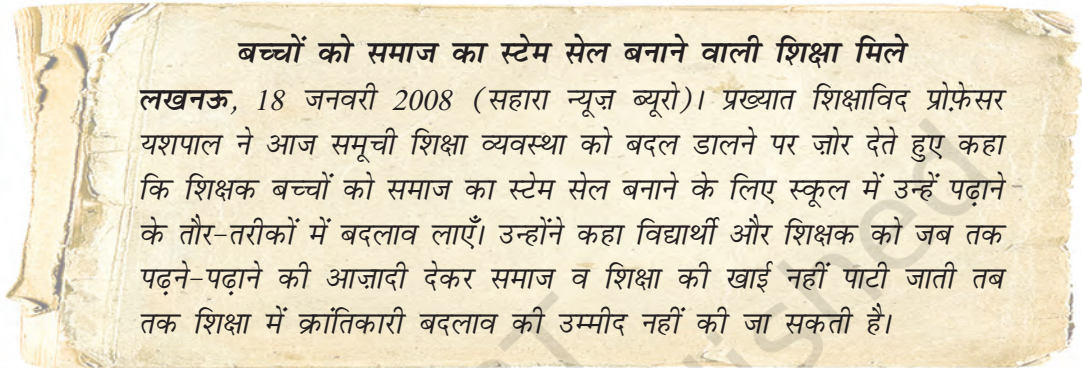 बच्चों को समाज का स्टेम सेल बनाने वाली शिक्षा मिले
लखनऊ, 18 जनवरी 2008 (सहारा न्यूज़ ब्यूरो)। प्रख्यात शिक्षाविद प्रोफ़ेसर
यशपाल ने आज समूची शिक्षा व्यवस्था को बदल डालने पर ज़ोर देते हुए कहा
कि शिक्षक बच्चों को समाज का स्टेम सेल बनाने के लिए स्कूल में उन्हें पढ़ाने
के तौर-तरीकों में बदलाव लाएँ। उन्होंने कहा विद्यार्थी और शिक्षक को जब तक
पढ़ने-पढ़ाने की आज़ादी देकर समाज व शिक्षा की खाई नहीं पाटी जाती तब
तक शिक्षा में क्रांतिकारी बदलाव की उम्मीद नहीं की जा सकती है।